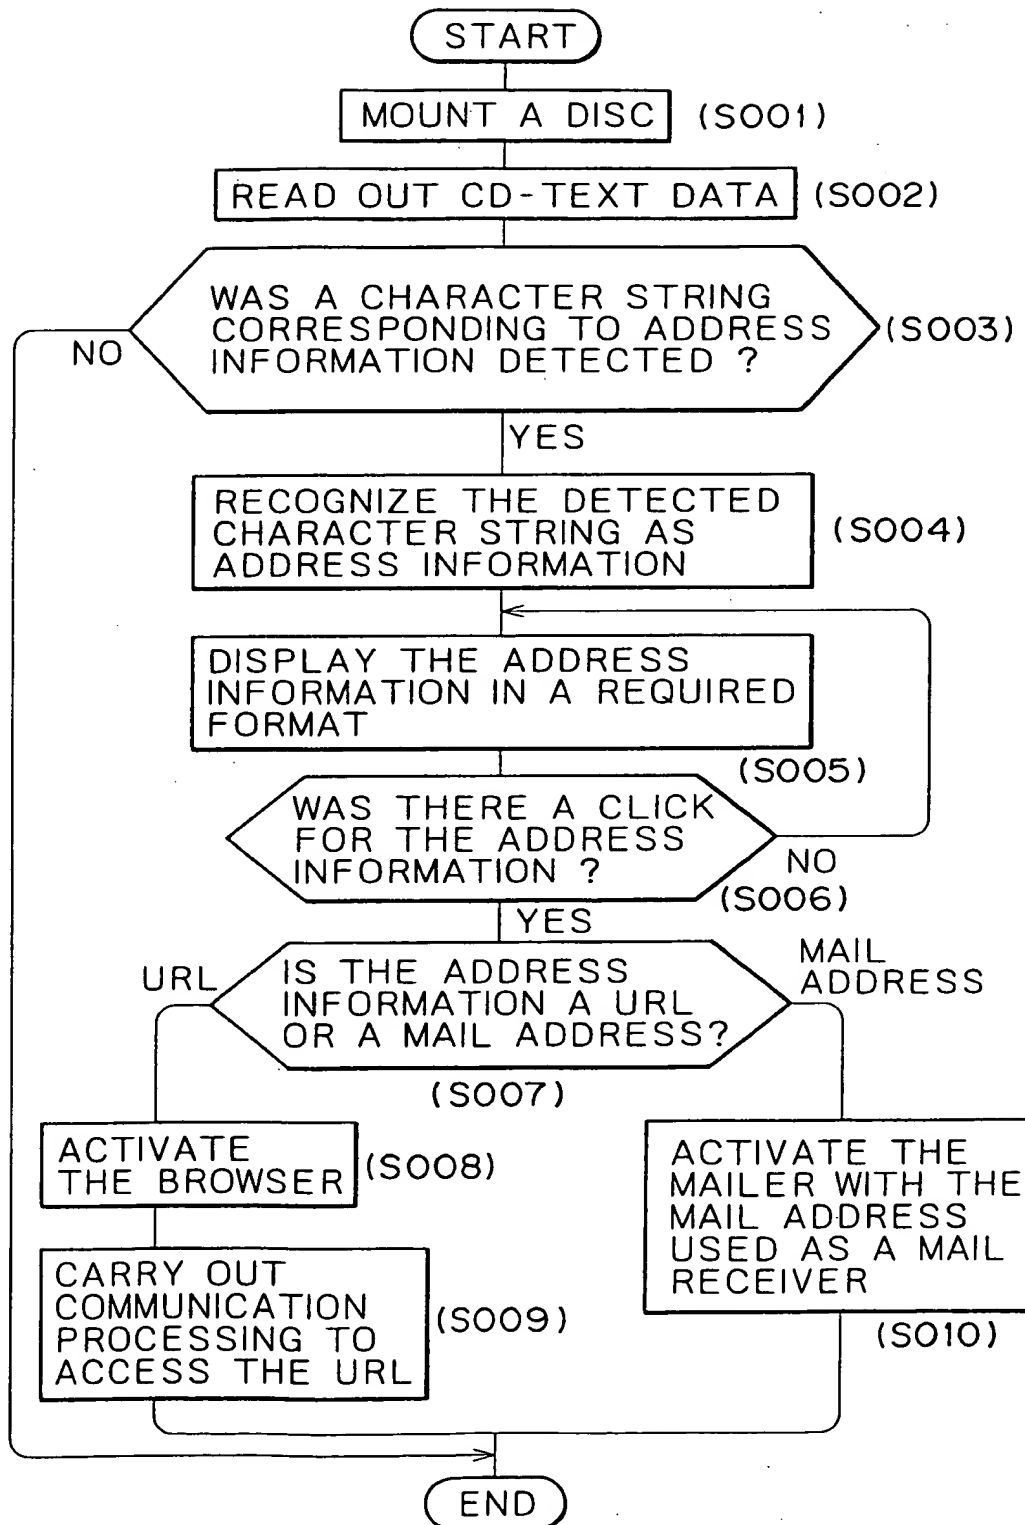 START
MOUNT A DISC (S001)
READ OUT CD-TEXT DATA (S002)
WAS A CHARACTER STRING
CORRESPONDING TO ADDRESS
INFORMATION DETECTED ?
(S003)
NO
YES
RECOGNIZE THE DETECTED
CHARACTER STRING AS
ADDRESS INFORMATION
(S004)
DISPLAY THE ADDRESS
INFORMATION IN A REQUIRED
FORMAT
(S005)
WAS THERE A CLICK
FOR THE ADDRESS
INFORMATION ?
NO
(S006)
YES
IS THE ADDRESS
INFORMATION A URL
OR A MAIL ADDRESS?
(S007)
URL
MAIL
ADDRESS
ACTIVATE
THE BROWSER
(S008)
CARRY OUT
COMMUNICATION
PROCESSING TO
ACCESS THE URL
(S009)
ACTIVATE THE
MAILER WITH THE
MAIL ADDRESS
USED AS A MAIL
RECEIVER
(S010)
END